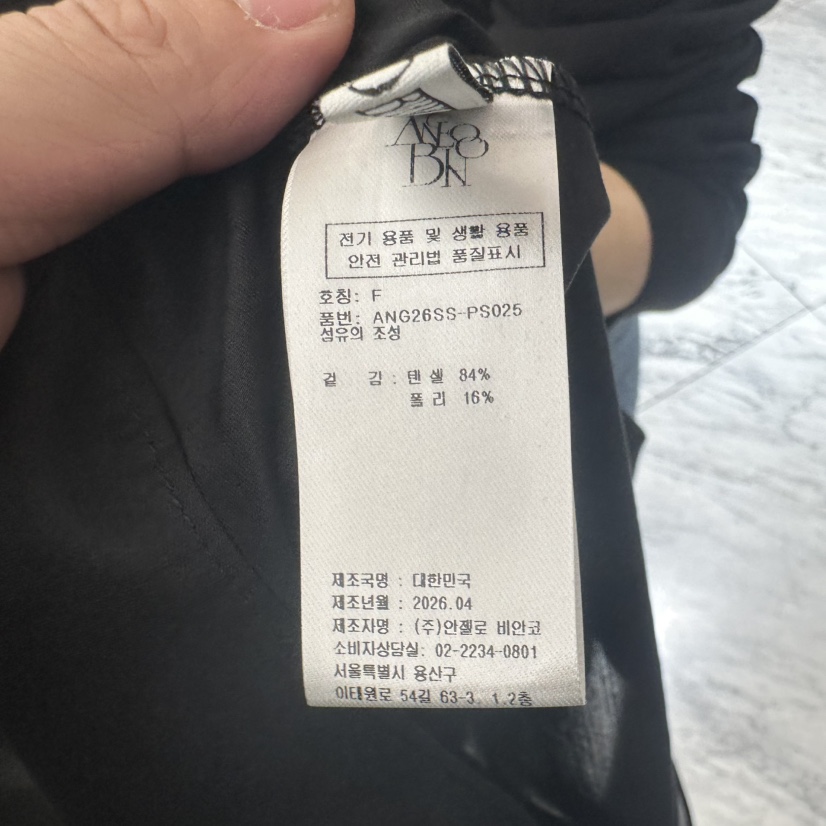 전기 용품 및 생활 용품
안전 관리법 품질표시
호칭: F
품번: ANG26SS-PS025
섬유의 조성
겉 감 : 텐 셀 84%
폴 리 16%
제조국명 : 대한민국
제조년월 : 2026.04
제조자명 : (주)안젤로 비안코
소비자상담실: 02-2234-0801
서울특별시 용산구
이태원로 54길 63-3, 1.2층